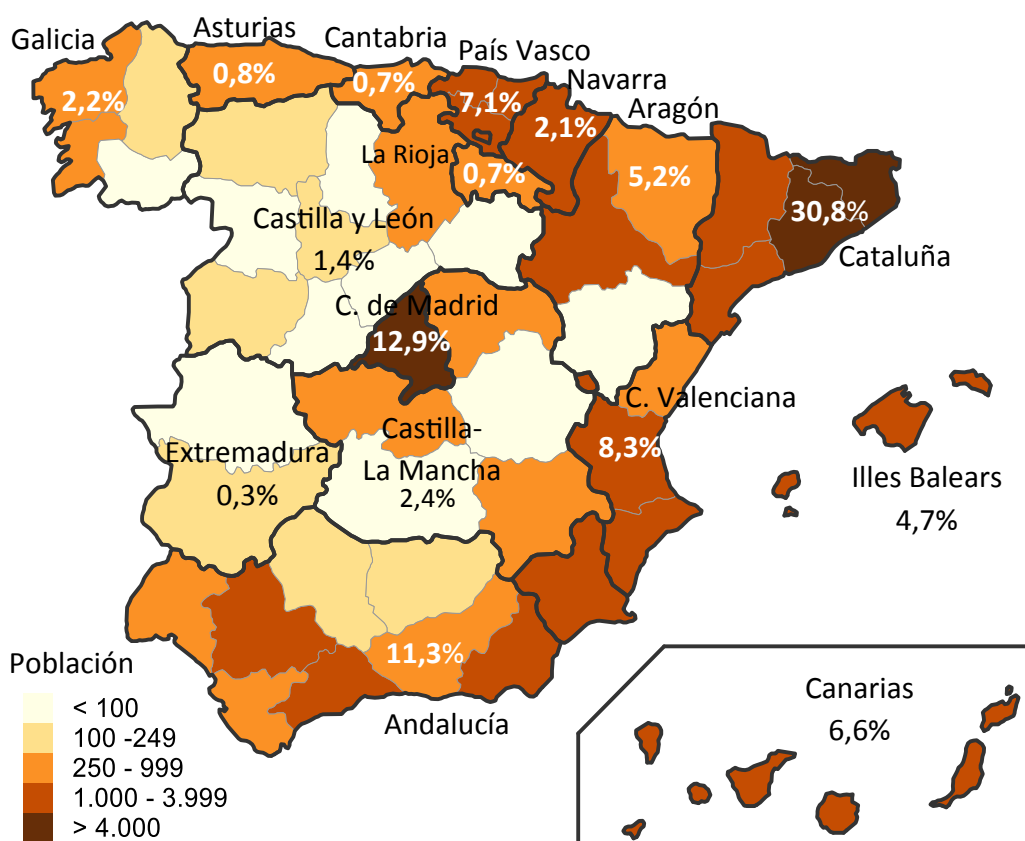 Galicia
2,2%
Asturias
0,8%
Cantabria
0,7%
País Vasco
7,1%
Navarra
2,1%
Aragón
5,2%
La Rioja
0,7%
30,8%
Cataluña
Castilla y León
1,4%
C. de Madrid
12,9%
C. Valenciana
8,3%
Castilla-
La Mancha
2,4%
Extremadura
0,3%
Illes Balears
4,7%
11,3%
Andalucía
Canarias
6,6%
Población
< 100
100 -249
250 - 999
1.000 - 3.999
> 4.000